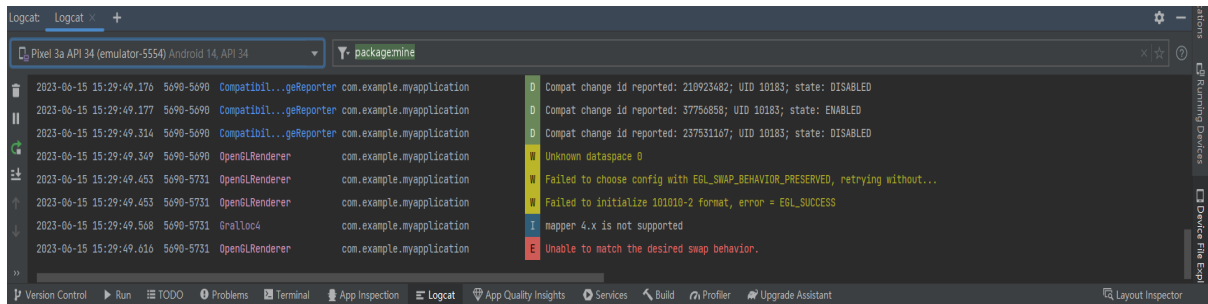 Logcat: Logcat × +
Pixel 3a API 34 (emulator-5554) Android 14, API 34
package:mine
2023-06-15 15:29:49.176 5690-5690 Compatibil...geReporter com.example.myapplication D Compat change id reported: 210923482; UID 10183; state: DISABLED
2023-06-15 15:29:49.177 5690-5690 Compatibil...geReporter com.example.myapplication D Compat change id reported: 37756858; UID 10183; state: ENABLED
2023-06-15 15:29:49.314 5690-5690 Compatibil...geReporter com.example.myapplication D Compat change id reported: 237531167; UID 10183; state: DISABLED
2023-06-15 15:29:49.349 5690-5690 OpenGLRenderer com.example.myapplication W Unknown dataspace 0
2023-06-15 15:29:49.453 5690-5731 OpenGLRenderer com.example.myapplication W Failed to choose config with EGL_SWAP_BEHAVIOR_PRESERVED, retrying without...
2023-06-15 15:29:49.453 5690-5731 OpenGLRenderer com.example.myapplication W Failed to initialize 101010-2 format, error = EGL_SUCCESS
2023-06-15 15:29:49.568 5690-5731 Gralloc4 com.example.myapplication I mapper 4.x is not supported
2023-06-15 15:29:49.616 5690-5731 OpenGLRenderer com.example.myapplication E Unable to match the desired swap behavior.
Version Control Run TODO Problems Terminal App Inspection Logcat App Quality Insights Services Build Profiler Upgrade Assistant Layout Inspector
ations
Running Devices
Device File Expl